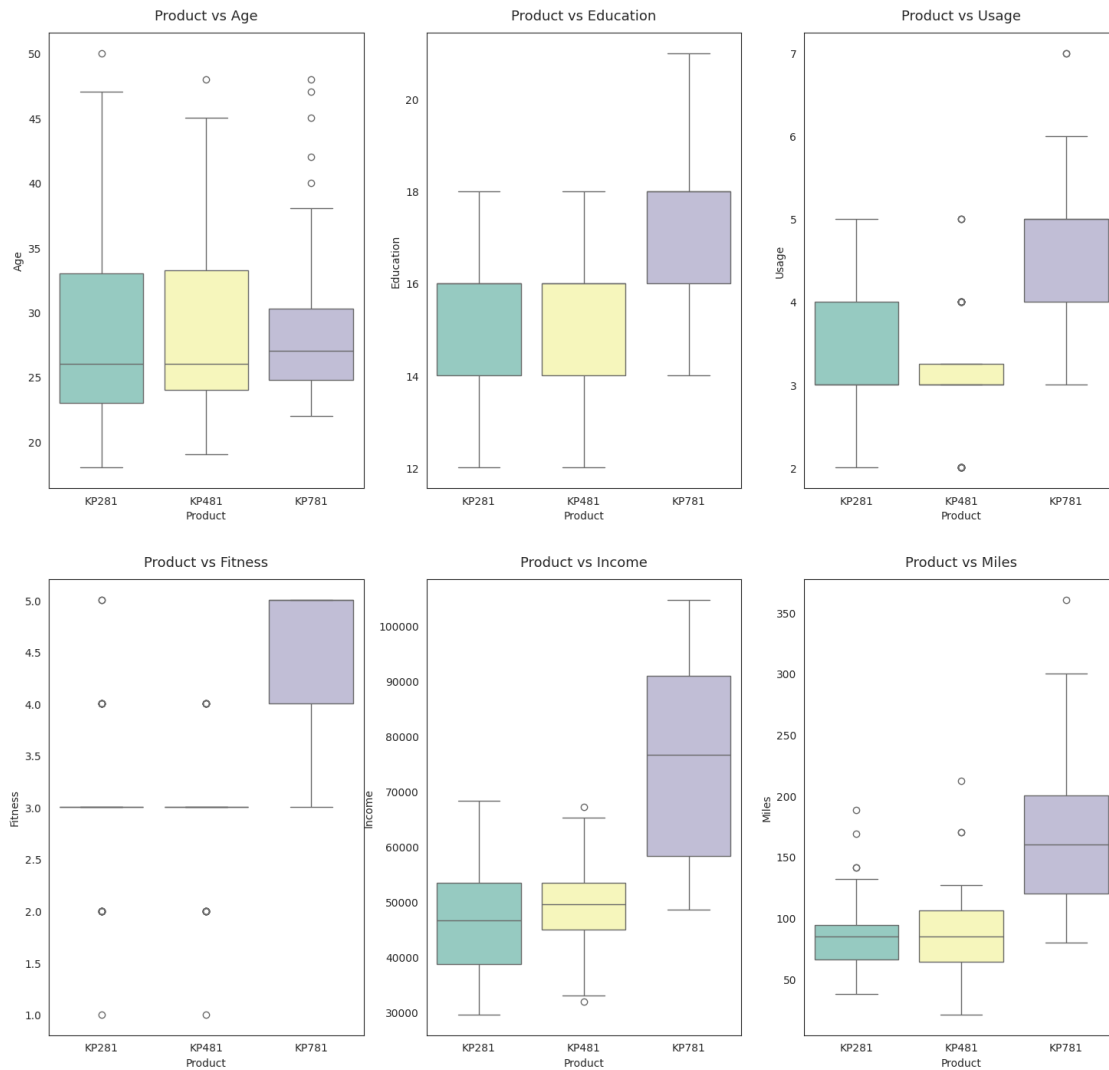 Product vs Age
50
45
40
35
30
25
20
Age
KP281 KP481 KP781
Product
Product vs Education
20
18
16
14
12
Education
KP281 KP481 KP781
Product
Product vs Usage
7
6
5
4
3
2
Usage
KP281 KP481 KP781
Product
Product vs Fitness
5.0
4.5
4.0
3.5
3.0
2.5
2.0
1.5
1.0
Fitness
KP281 KP481 KP781
Product
Product vs Income
100000
90000
80000
70000
60000
50000
40000
30000
Income
KP281 KP481 KP781
Product
Product vs Miles
350
300
250
200
150
100
50
Miles
KP281 KP481 KP781
Product